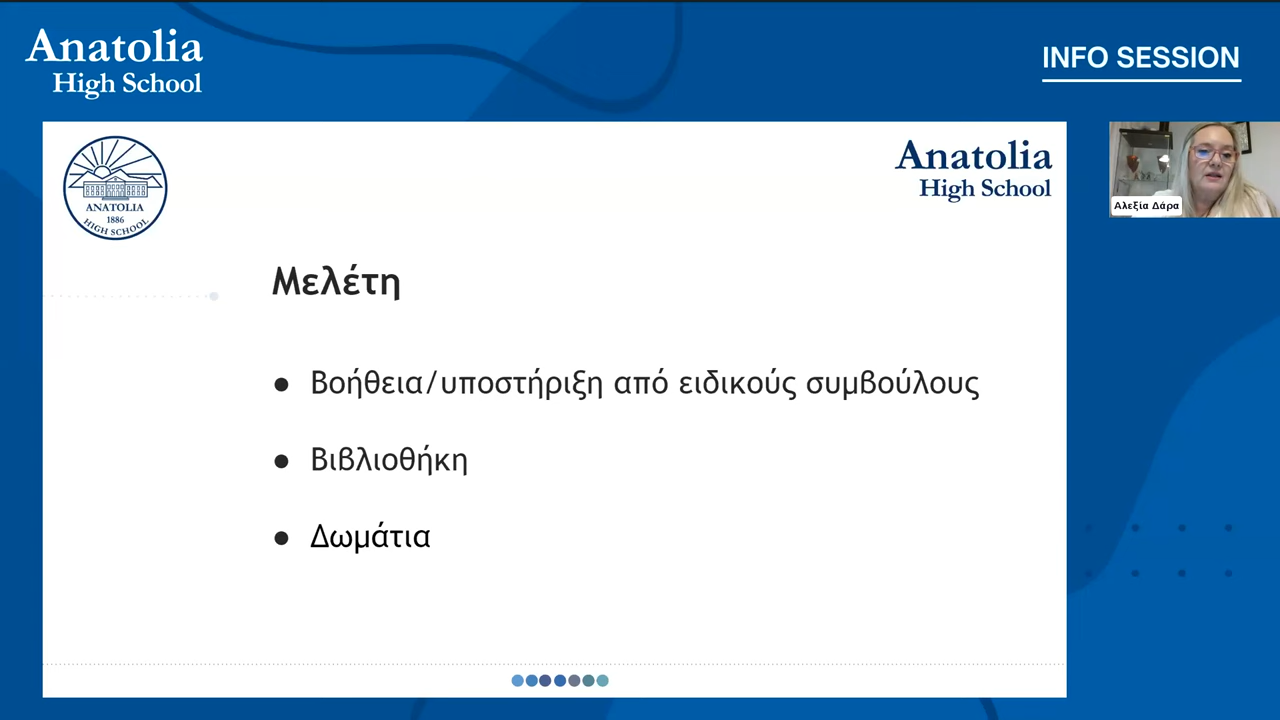 Anatolia
High School
INFO SESSION
ANATOLIA
1886
HIGH SCHOOL
Anatolia
High School
Αλεξία Δάρα
Μελέτη
● Βοήθεια/υποστήριξη από ειδικούς συμβούλους
● Βιβλιοθήκη
● Δωμάτια